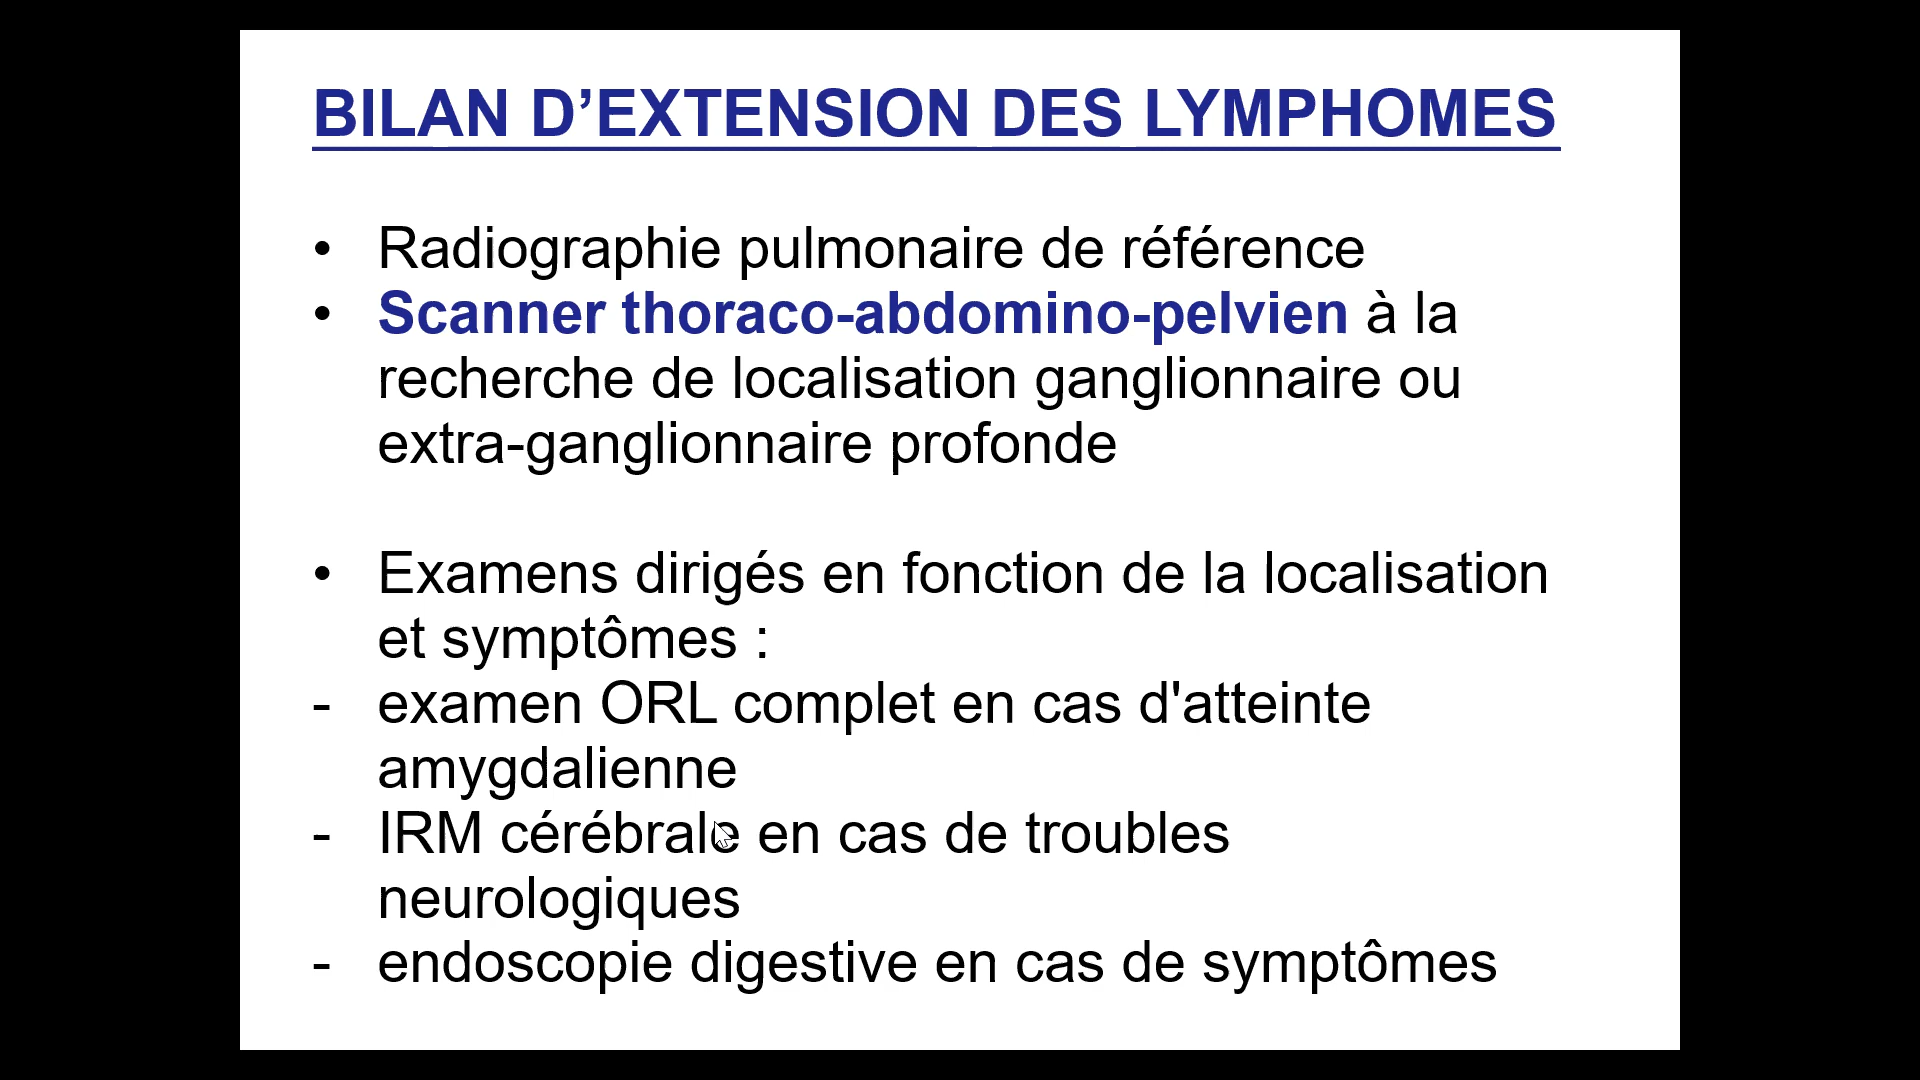 BILAN D’EXTENSION DES LYMPHOMES
• Radiographie pulmonaire de référence
• Scanner thoraco-abdomino-pelvien à la
recherche de localisation ganglionnaire ou
extra-ganglionnaire profonde
• Examens dirigés en fonction de la localisation
et symptômes :
- examen ORL complet en cas d'atteinte
amygdalienne
- IRM cérébrale en cas de troubles
neurologiques
- endoscopie digestive en cas de symptômes